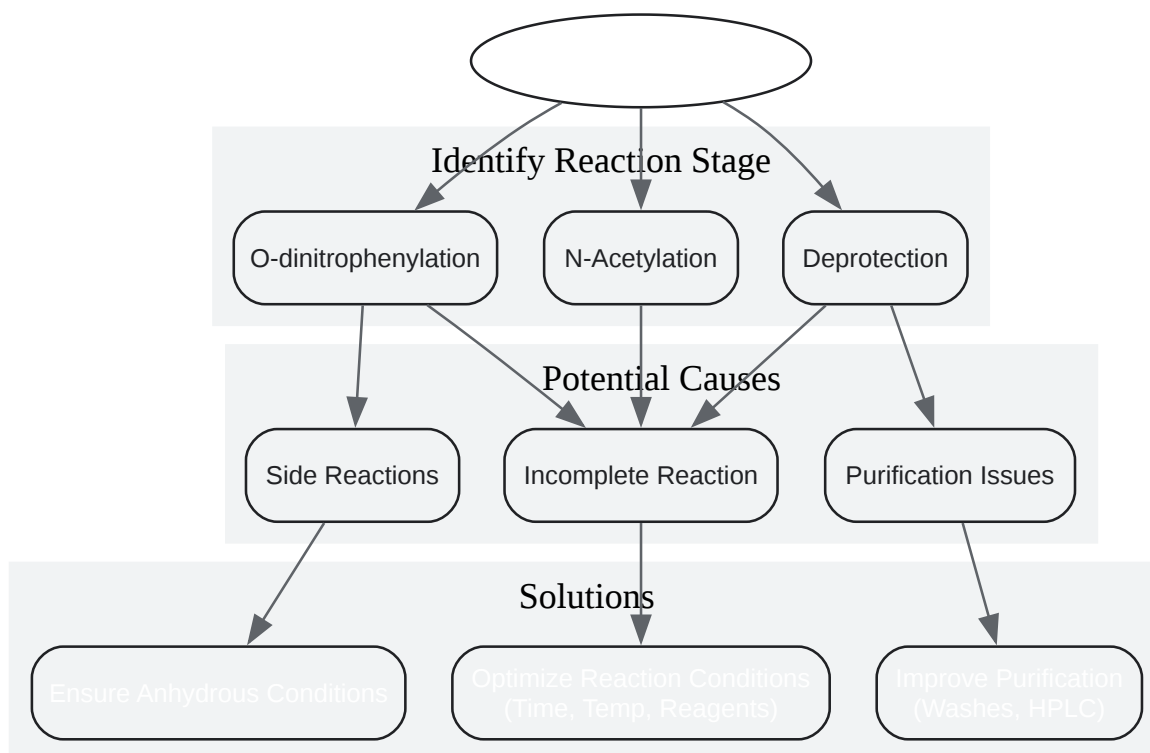 Identify Reaction Stage
O-dinitrophenylation
N-Acetylation
Deprotection
Potential Causes
Side Reactions
Incomplete Reaction
Purification Issues
Solutions
Ensure Anhydrous Conditions
Optimize Reaction Conditions
(Time, Temp, Reagents)
Improve Purification
(Washes, HPLC)